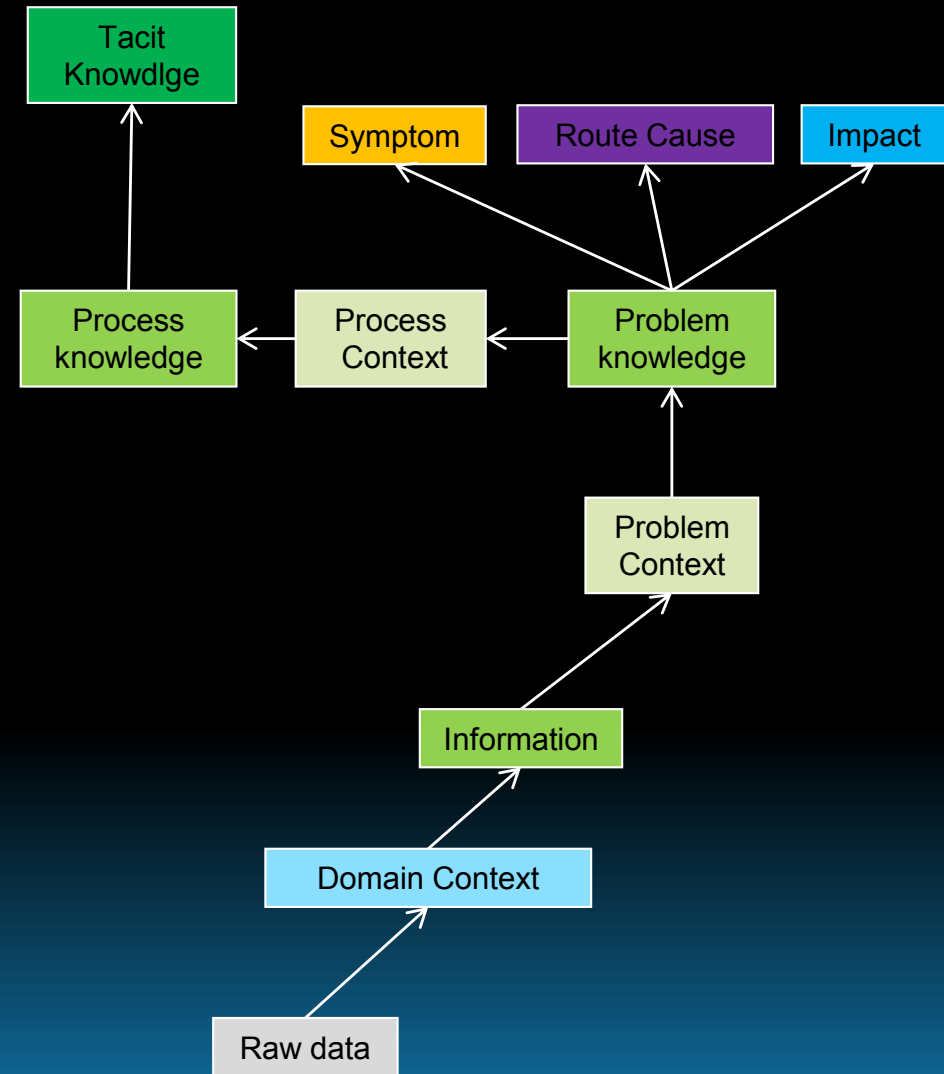 Tacit
Knowdlge
Symptom
Route Cause
Impact
Process
knowledge
Process
Context
Problem
knowledge
Problem
Context
Information
Domain Context
Raw data